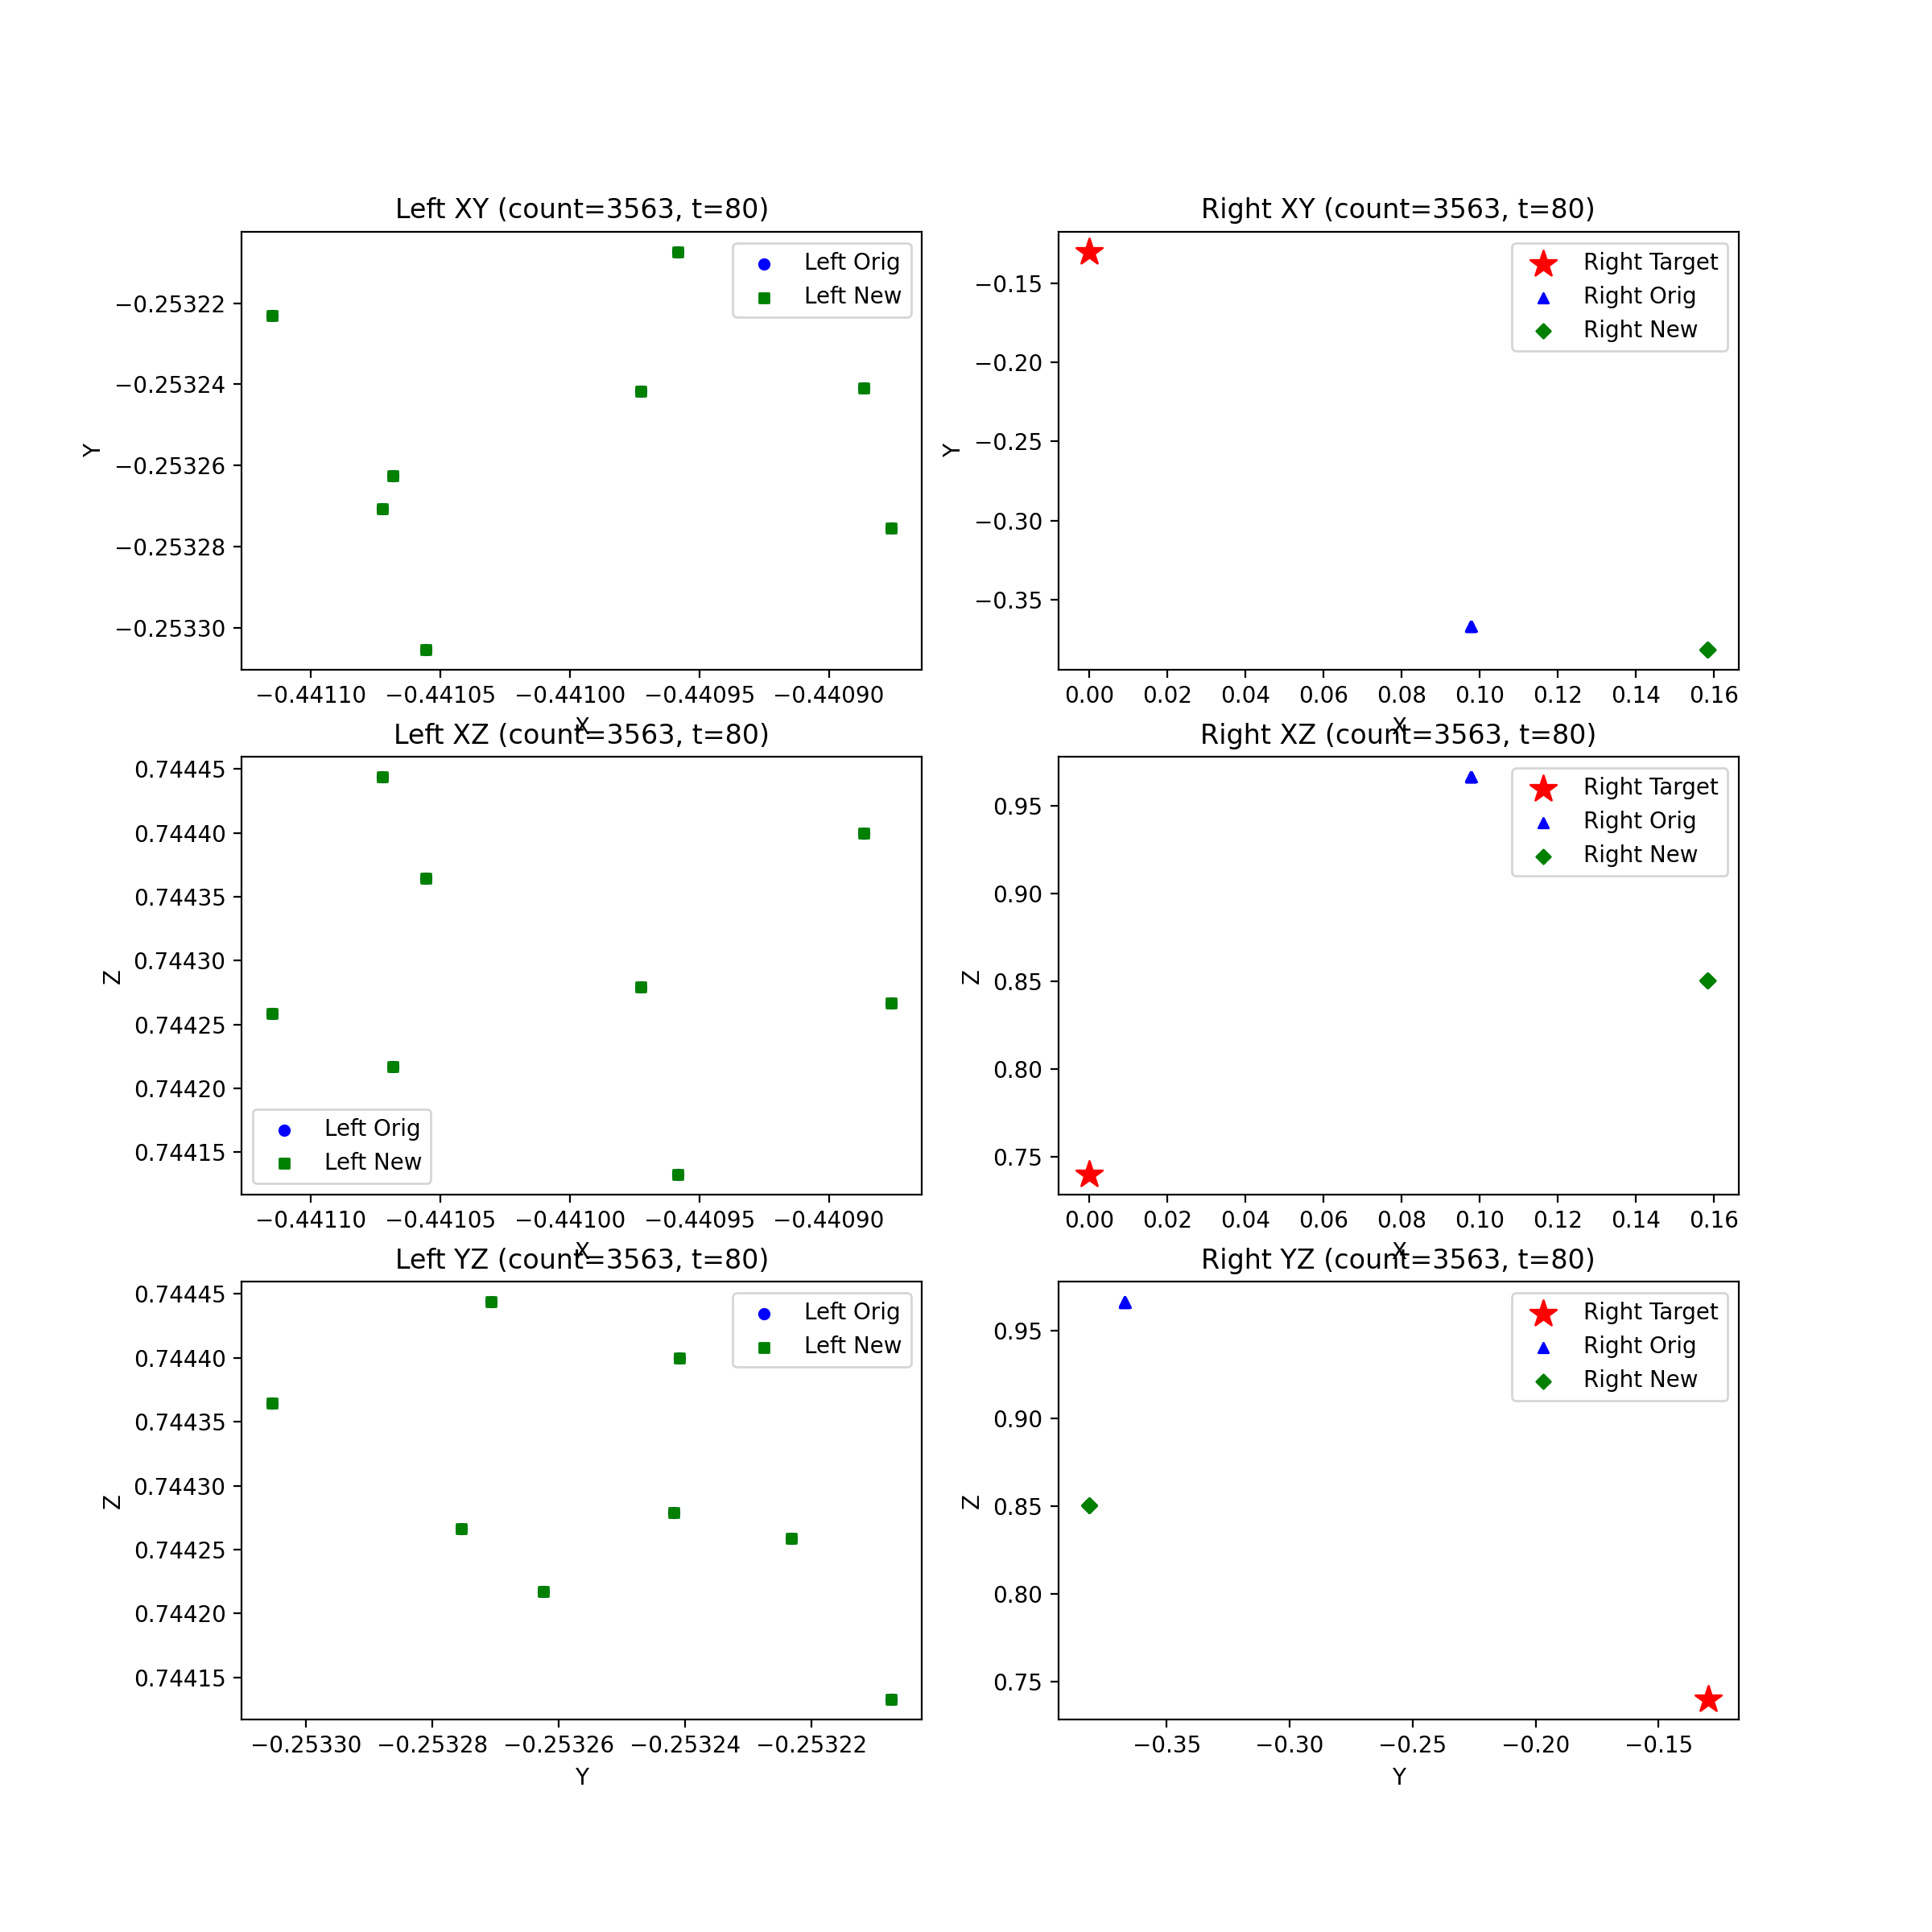 Left XY (count=3563, t=80)
Right XY (count=3563, t=80)
Left Orig
Left New
−0.25322
−0.25324
−0.25326
−0.25328
−0.25330
Y
−0.44110
−0.44105
−0.44100
−0.44095
−0.44090
X
Right Target
Right Orig
Right New
−0.15
−0.20
−0.25
−0.30
−0.35
Y
0.00
0.02
0.04
0.06
0.08
0.10
0.12
0.14
0.16
X
Left XZ (count=3563, t=80)
Right XZ (count=3563, t=80)
0.74445
0.74440
0.74435
0.74430
0.74425
0.74420
0.74415
Z
Left Orig
Left New
−0.44110
−0.44105
−0.44100
−0.44095
−0.44090
X
Right Target
Right Orig
Right New
0.95
0.90
0.85
0.80
0.75
Z
0.00
0.02
0.04
0.06
0.08
0.10
0.12
0.14
0.16
X
Left YZ (count=3563, t=80)
Right YZ (count=3563, t=80)
Left Orig
Left New
0.74445
0.74440
0.74435
0.74430
0.74425
0.74420
0.74415
Z
−0.25330
−0.25328
−0.25326
−0.25324
−0.25322
Y
Right Target
Right Orig
Right New
0.95
0.90
0.85
0.80
0.75
Z
−0.35
−0.30
−0.25
−0.20
−0.15
Y